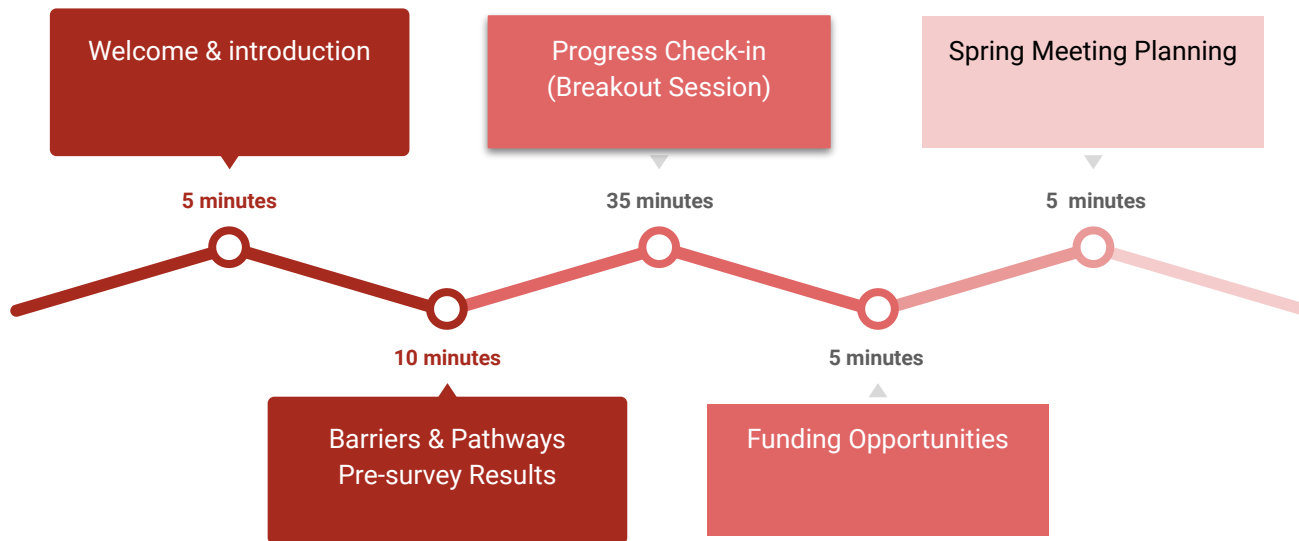 Welcome & introduction
5 minutes
10 minutes
Barriers & Pathways
Pre-survey Results
Progress Check-in
(Breakout Session)
35 minutes
5 minutes
Funding Opportunities
Spring Meeting Planning
5  minutes